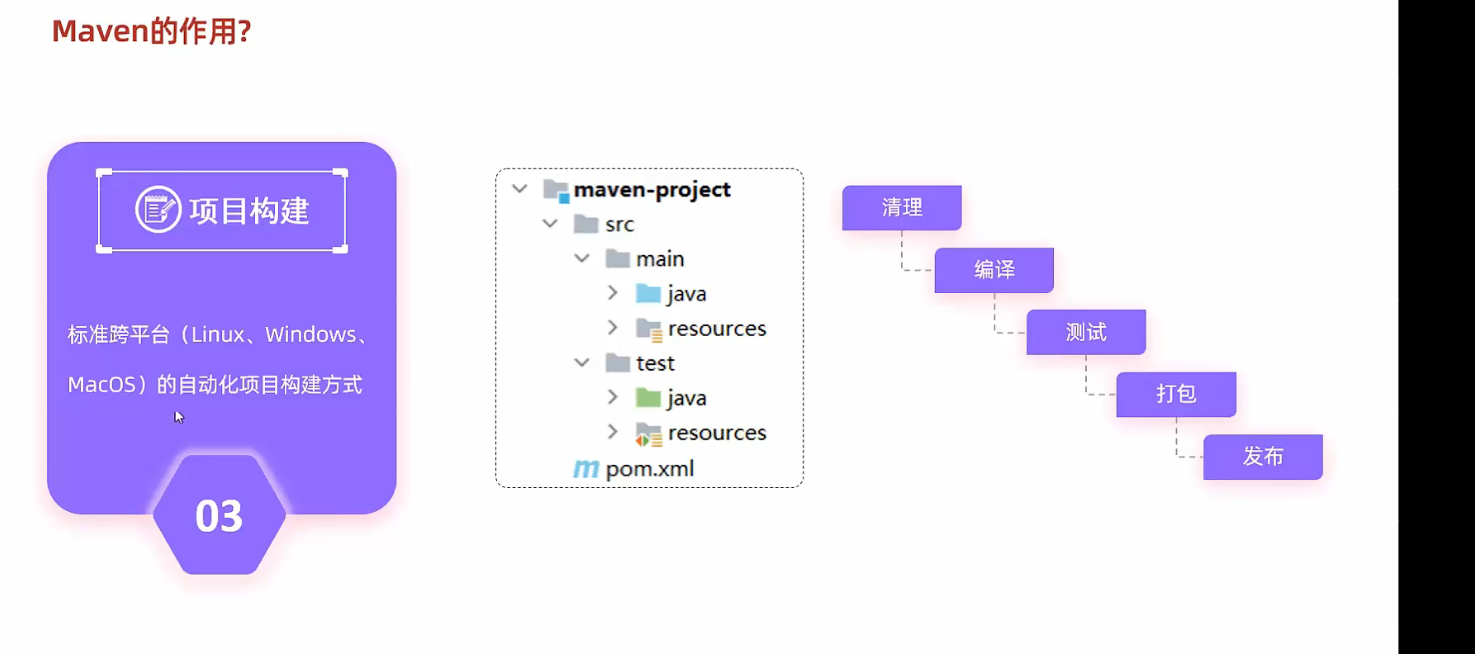 Maven的作用?
项目构建
标准跨平台（Linux、Windows、
MacOS）的自动化项目构建方式
03
maven-project
src
main
java
resources
test
java
resources
pom.xml
清理
编译
测试
打包
发布